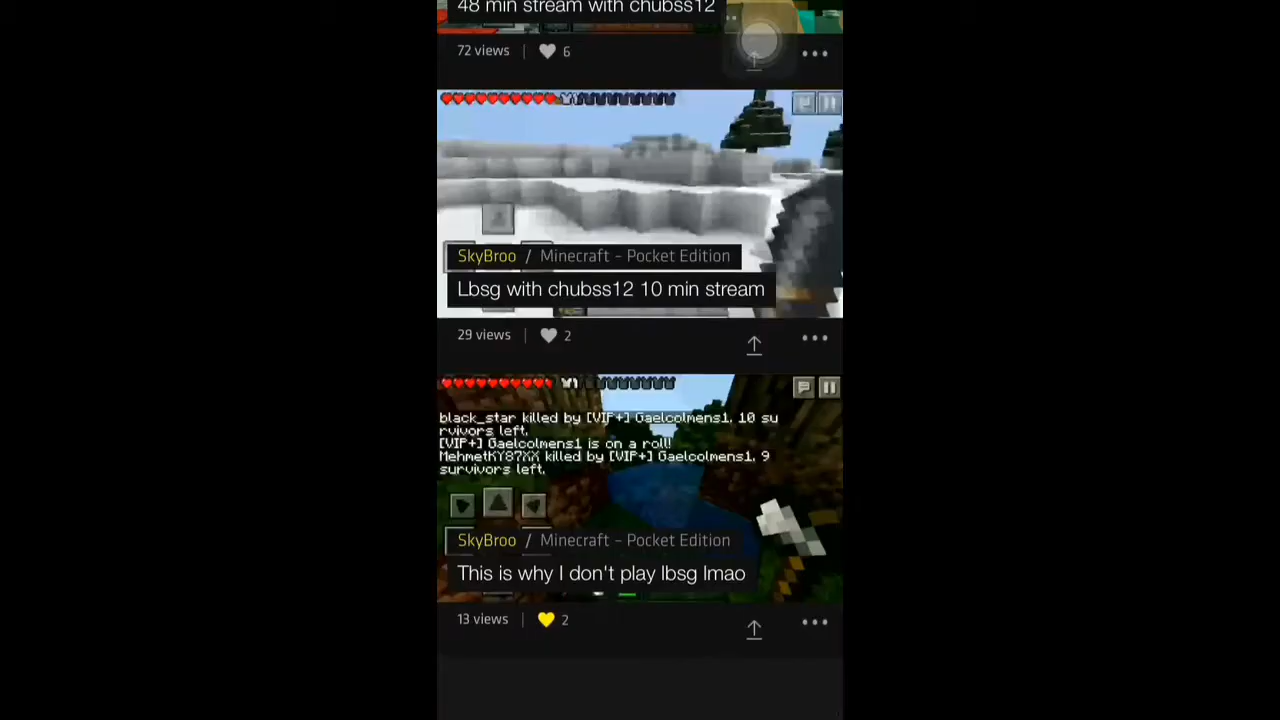 48 min stream with chubss12
72 views
6
SkyBroo / Minecraft - Pocket Edition
Lbsg with chubss12 10 min stream
29 views
2
black_star killed by [VIP+] Gaelcolmens1. 10 su
rvivors left.
[VIP+] Gaelcolmens1 is on a roll!
MehmetKY87XX killed by [VIP+] Gaelcolmens1. 9
survivors left.
SkyBroo / Minecraft - Pocket Edition
This is why I don't play lbsg lmao
13 views
2